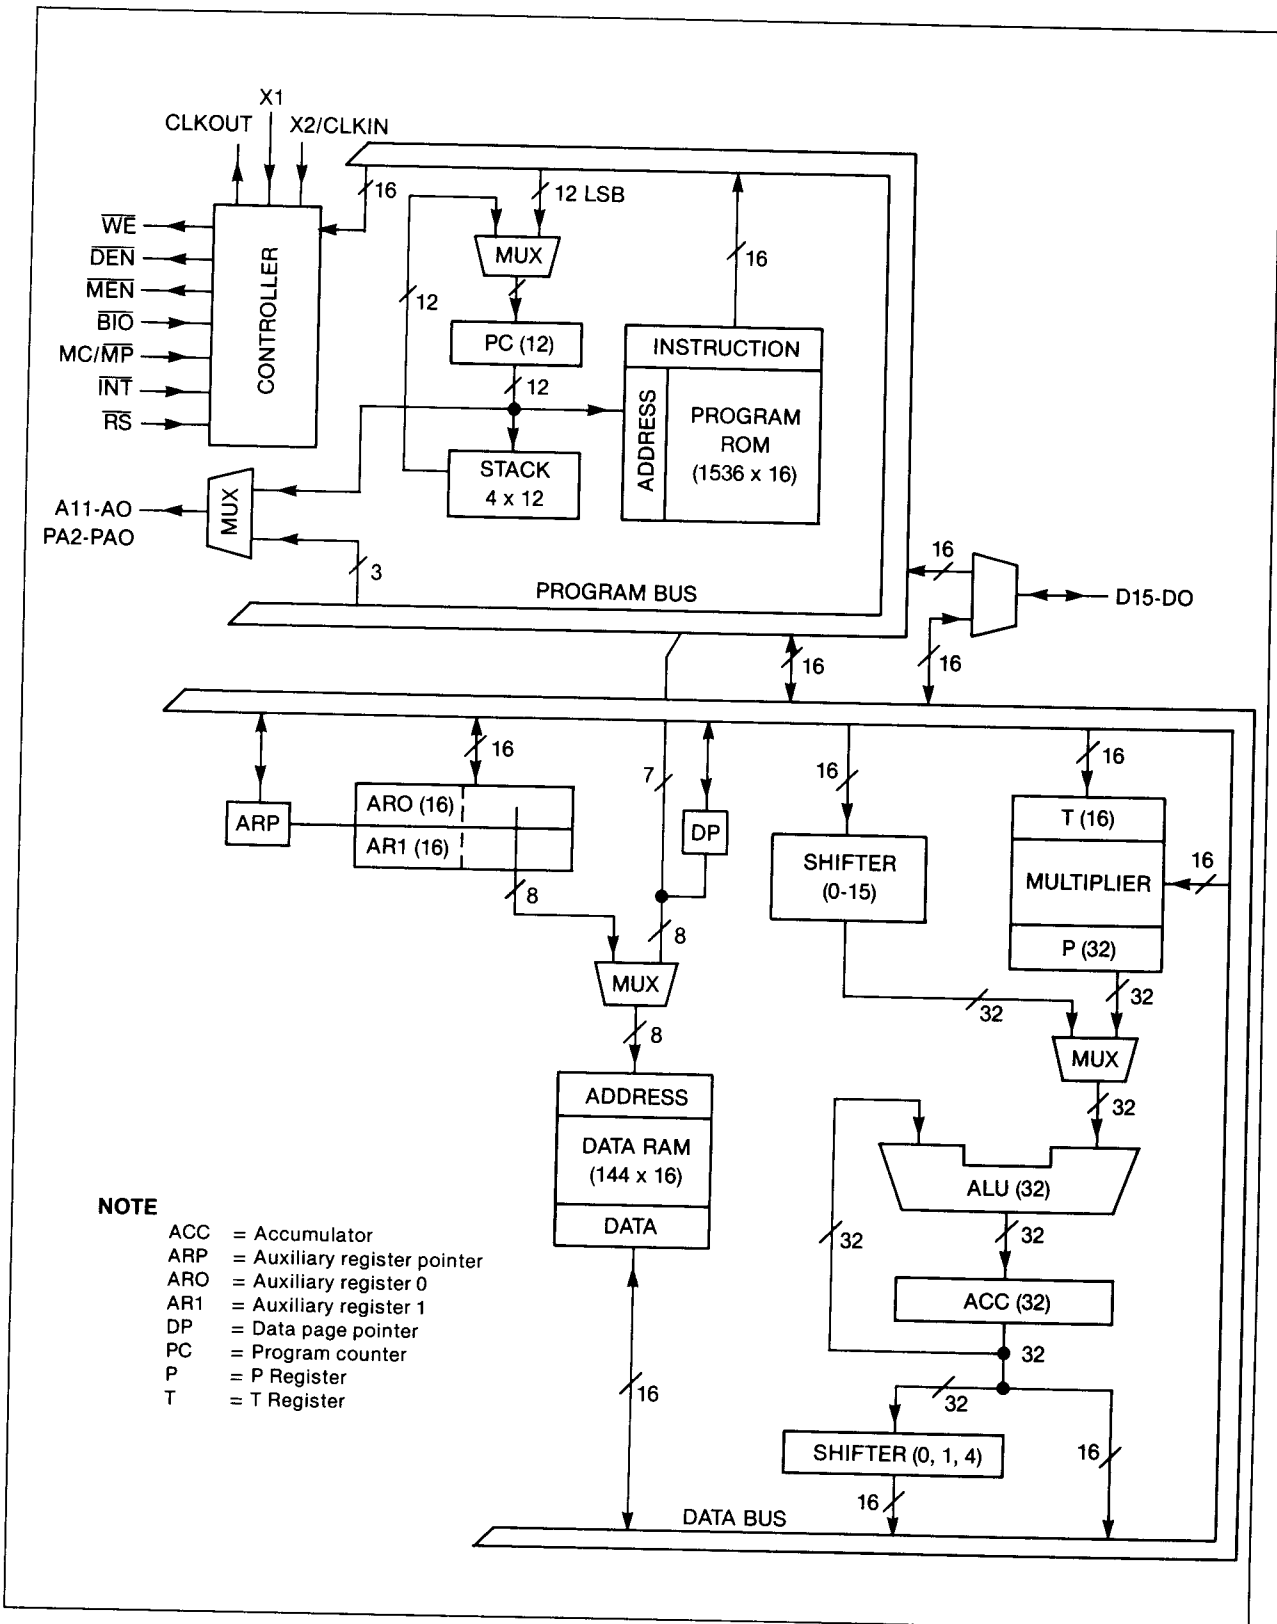 X1
CLKOUT
X2/CLKIN
16
12 LSB
WE
DEN
MEN
BIO
MC/MP
INT
RS
CONTROLLER
MUX
16
12
PC (12)
12
INSTRUCTION
ADDRESS
PROGRAM
ROM
(1536 x 16)
STACK
4 x 12
MUX
A11-AO
PA2-PAO
3
PROGRAM BUS
16
D15-DO
16
16
16
7
16
16
ARP
ARO (16)
AR1 (16)
DP
SHIFTER
(0-15)
T (16)
MULTIPLIER
P (32)
16
8
8
MUX
8
32
32
MUX
32
ADDRESS
DATA RAM
(144 x 16)
DATA
ALU (32)
32
32
ACC (32)
32
32
16
SHIFTER (0, 1, 4)
16
16
DATA BUS
NOTE
ACC = Accumulator
ARP = Auxiliary register pointer
ARO = Auxiliary register 0
AR1 = Auxiliary register 1
DP = Data page pointer
PC = Program counter
P = P Register
T = T Register